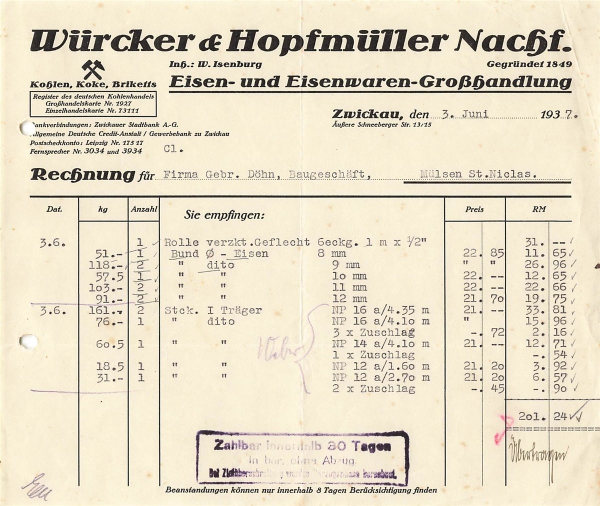 Würcker & Hopfmüller Nachf.
Inh.: W. Isenburg Gegründet 1849
Kohlen, Koke, Briketts
Eisen- und Eisenwaren-Großhandlung
Register des deutschen Kohlenhandels
Großhandelskarte Nr. 1927
Einzelhandelskarte Nr. 73111
Zwickau, den 3. Juni 1937.
Äußere Schneeberger Str. 13/15
Bankverbindungen: Zwickauer Stadtbank A.-G.
Allgemeine Deutsche Credit-Anstalt / Gewerbebank zu Zwickau
Postscheckkonto: Leipzig Nr. 17517
Fernsprecher Nr. 3034 und 3934
Cl.
Rechnung für Firma Gebr. Döhn, Baugeschäft, Mülsen St.Niclas.
Dat. kg Anzahl Sie empfingen: Preis RM
3.6. 1 Rolle verzkt.Geflecht 6eckg. 1 m x 1/2" 31. --
51.- 1 Bund Ø - Eisen 8 mm 22. 85 11. 65
118.- 2 " dito 9 mm " " 26. 96
57.5 1 " " 10 mm 22. -- 12. 65
103.- 2 " " 11 mm 22. -- 22. 66
91.- 2 " " 12 mm 21. 70 19. 75
3.6. 161.- 2 Stck. I Träger NP 16 a/4.35 m 21. -- 33. 81
76.- 1 " dito NP 16 a/4.10 m " 15. 96
3 x Zuschlag -. 72 2. 16
60.5 1 " " NP 14 a/4.10 m 21. -- 12. 71
1 x Zuschlag -. 54
18.5 1 " " NP 12 a/1.60 m 21. 20 3. 92
31.- 1 " " NP 12 a/2.70 m 21. 20 6. 57
2 x Zuschlag -. 45 -. 90
201. 24
Übertragen
Zahlbar innerhalb 30 Tagen
in bar, ohne Abzug.
Beanstandungen können nur innerhalb 8 Tagen Berücksichtigung finden